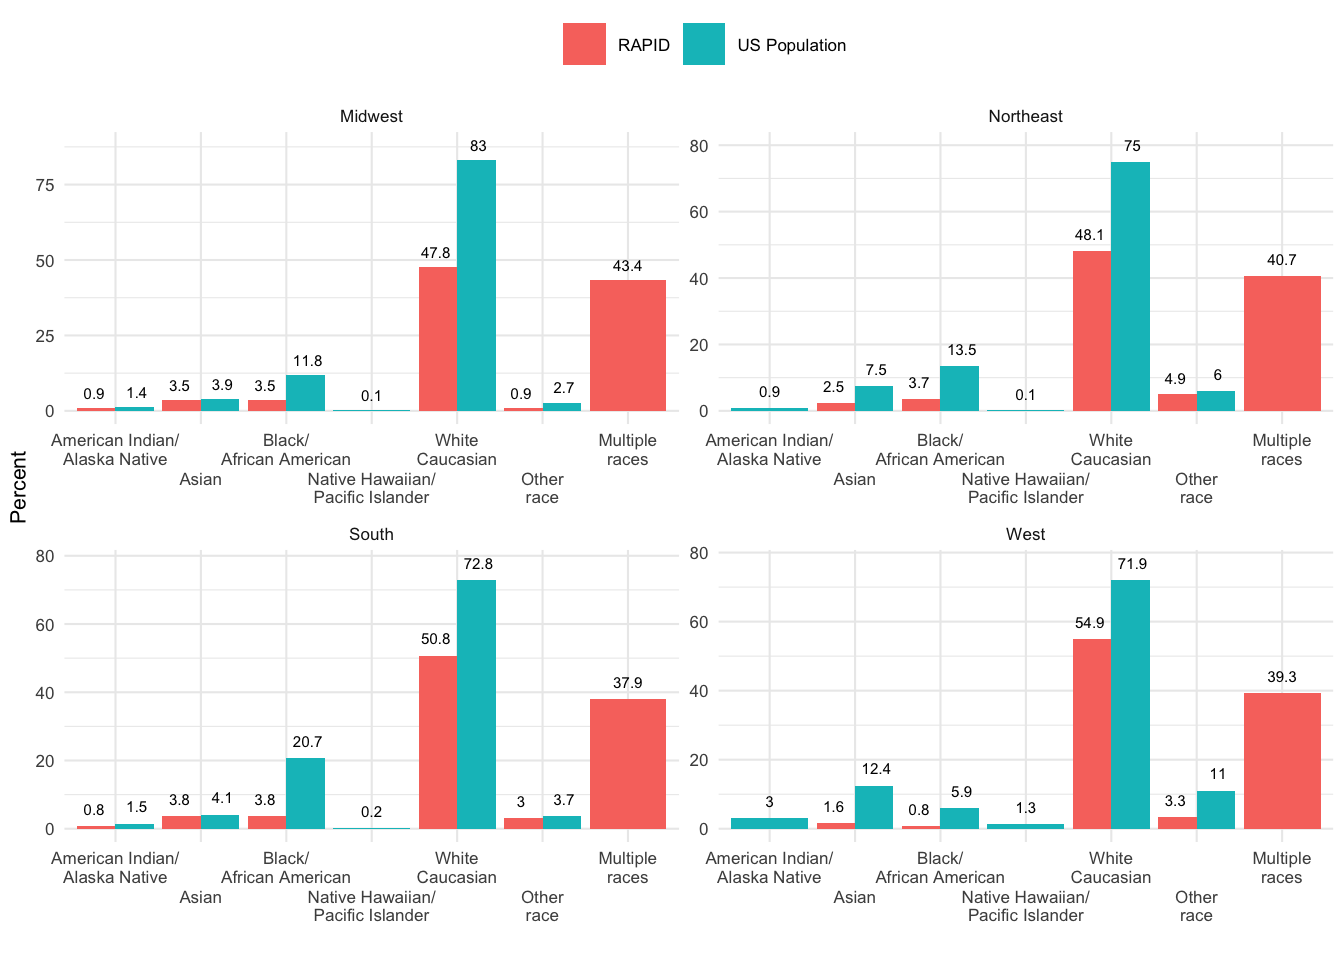 RAPID US Population
Midwest
Northeast
75
50
25
0
0.9 1.4 3.5 3.9 3.5 11.8 0.1 47.8 83 0.9 2.7 43.4
American Indian/ Black/ White Multiple
Alaska Native African American Caucasian races
Asian Native Hawaiian/ Other
Pacific Islander race
80
60
40
20
0
0.9 2.5 7.5 3.7 13.5 0.1 48.1 75 4.9 6 40.7
American Indian/ Black/ White Multiple
Alaska Native African American Caucasian races
Asian Native Hawaiian/ Other
Pacific Islander race
Percent
South
West
80
60
40
20
0
0.8 1.5 3.8 4.1 3.8 20.7 0.2 50.8 72.8 3 3.7 37.9
American Indian/ Black/ White Multiple
Alaska Native African American Caucasian races
Asian Native Hawaiian/ Other
Pacific Islander race
80
60
40
20
0
3 1.6 12.4 0.8 5.9 1.3 54.9 71.9 3.3 11 39.3
American Indian/ Black/ White Multiple
Alaska Native African American Caucasian races
Asian Native Hawaiian/ Other
Pacific Islander race